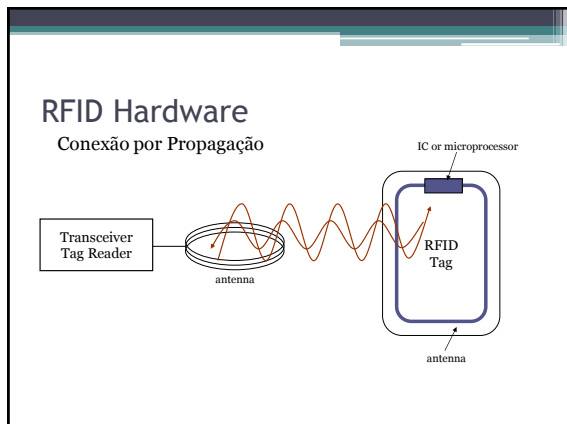 RFID Hardware
Conexão por Propagação
IC or microprocessor
Transceiver
Tag Reader
antenna
RFID
Tag
antenna